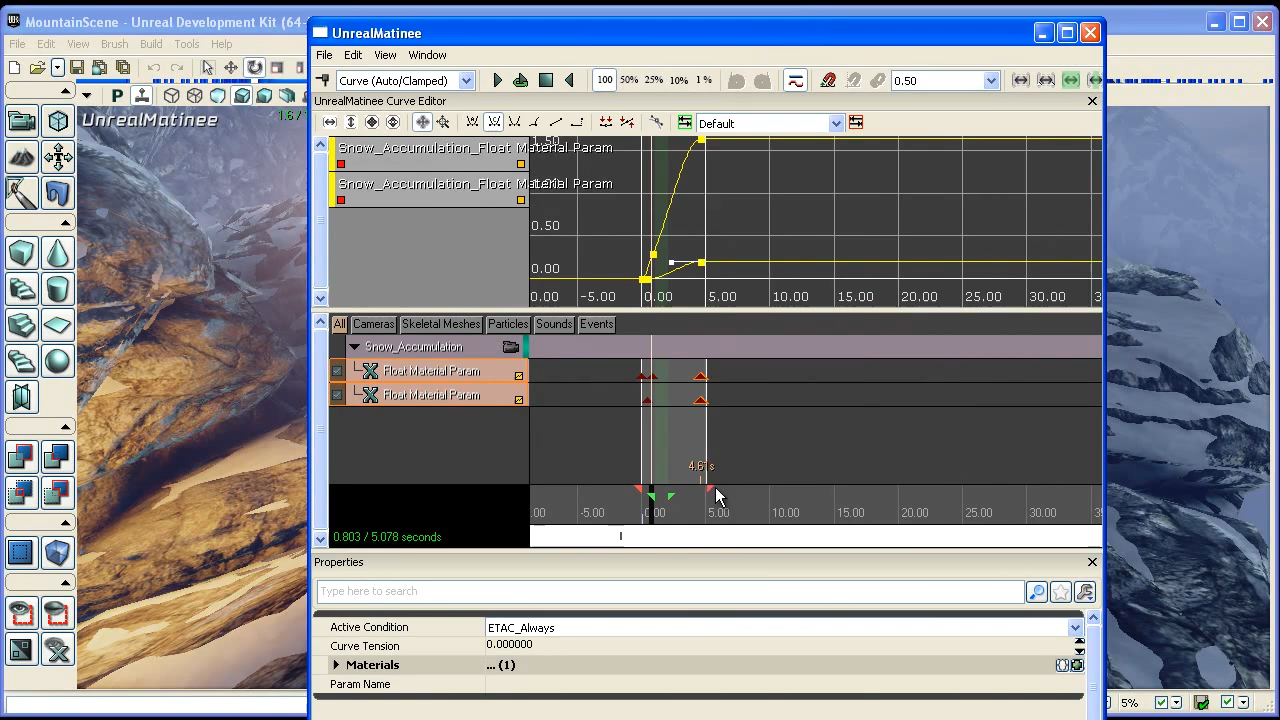 MountainScene - Unreal Development Kit (64-
File Edit View Brush Build Tools Help
UnrealMatinee
1.6 /
UnrealMatinee
File Edit View Window
Curve (Auto/Clamped)
100 50% 25% 10% 1 %
0.50
UnrealMatinee Curve Editor
Default
Snow_Accumulation_Float Material Param
Snow_Accumulation_Float Material Param
1.50
0.50
0.00
0.00 -5.00 0.00 5.00 10.00 15.00 20.00 25.00 30.00
All Cameras Skeletal Meshes Particles Sounds Events
Snow_Accumulation
Float Material Param
Float Material Param
4.61s
-5.00 0.00 5.00 10.00 15.00 20.00 25.00 30.00
0.803 / 5.078 seconds
Properties
Type here to search
Active Condition ETAC_Always
Curve Tension 0.000000
Materials ... (1)
Param Name
5%